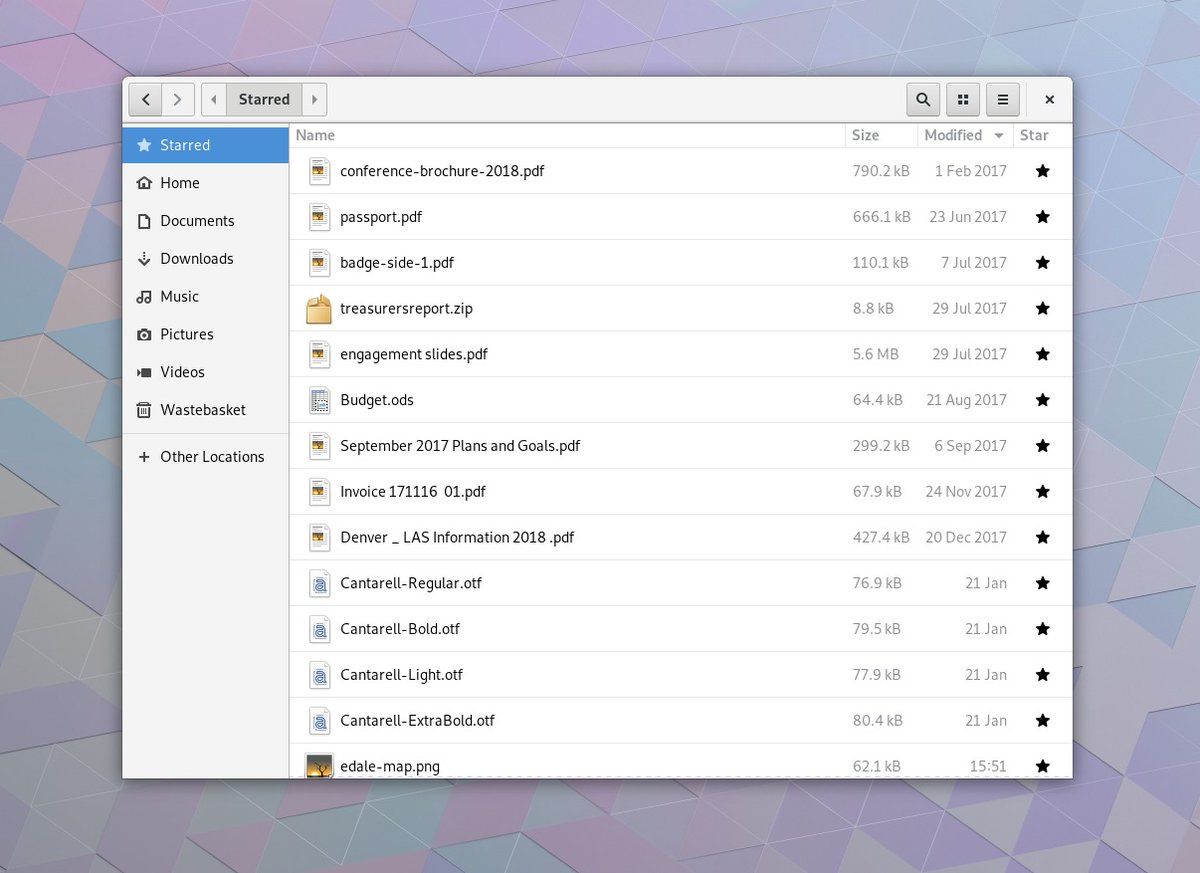 Starred
Starred
Home
Documents
Downloads
Music
Pictures
Videos
Wastebasket
+ Other Locations
Name Size Modified Star
conference-brochure-2018.pdf 790.2 kB 1 Feb 2017
passport.pdf 666.1 kB 23 Jun 2017
badge-side-1.pdf 110.1 kB 7 Jul 2017
treasurersreport.zip 8.8 kB 29 Jul 2017
engagement slides.pdf 5.6 MB 29 Jul 2017
Budget.ods 64.4 kB 21 Aug 2017
September 2017 Plans and Goals.pdf 299.2 kB 6 Sep 2017
Invoice 171116  01.pdf 67.9 kB 24 Nov 2017
Denver _ LAS Information 2018 .pdf 427.4 kB 20 Dec 2017
Cantarell-Regular.otf 76.9 kB 21 Jan
Cantarell-Bold.otf 79.5 kB 21 Jan
Cantarell-Light.otf 77.9 kB 21 Jan
Cantarell-ExtraBold.otf 80.4 kB 21 Jan
edale-map.png 62.1 kB 15:51